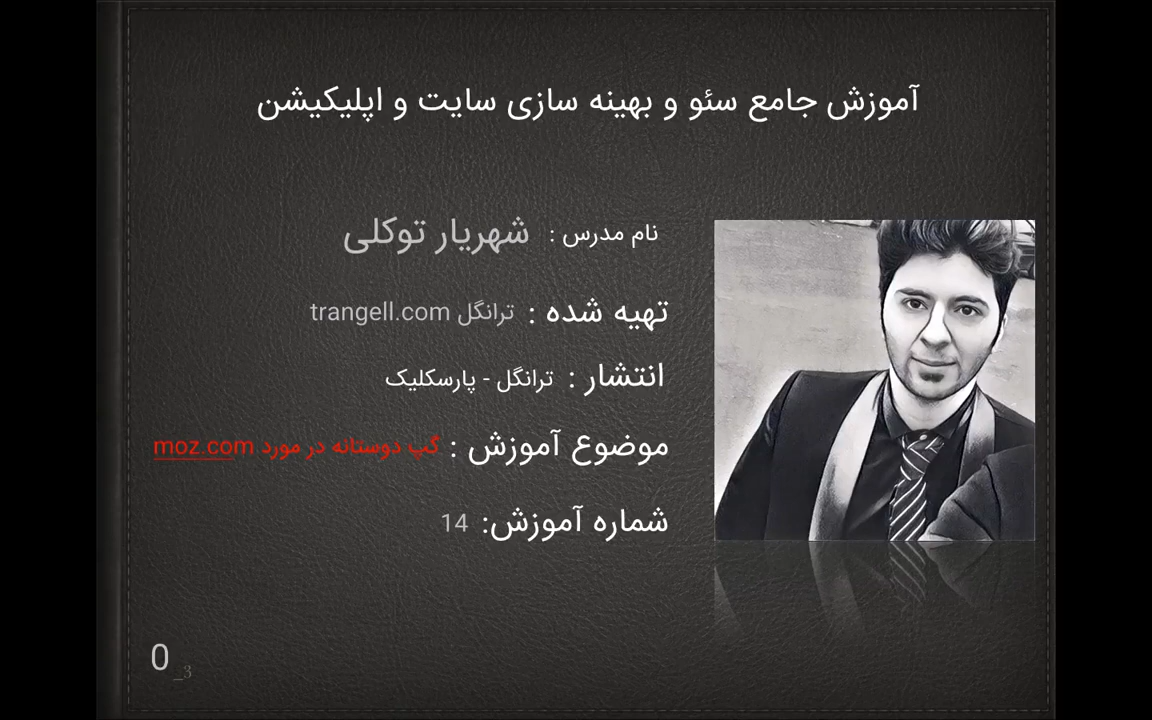 آموزش جامع سئو و بهینه سازی سایت و اپلیکیشن
نام مدرس : شهریار توکلی
تهیه شده : ترانگل trangell.com
انتشار : ترانگل - پارسکلیک
موضوع آموزش : گپ دوستانه در مورد moz.com
شماره آموزش: 14
0_3